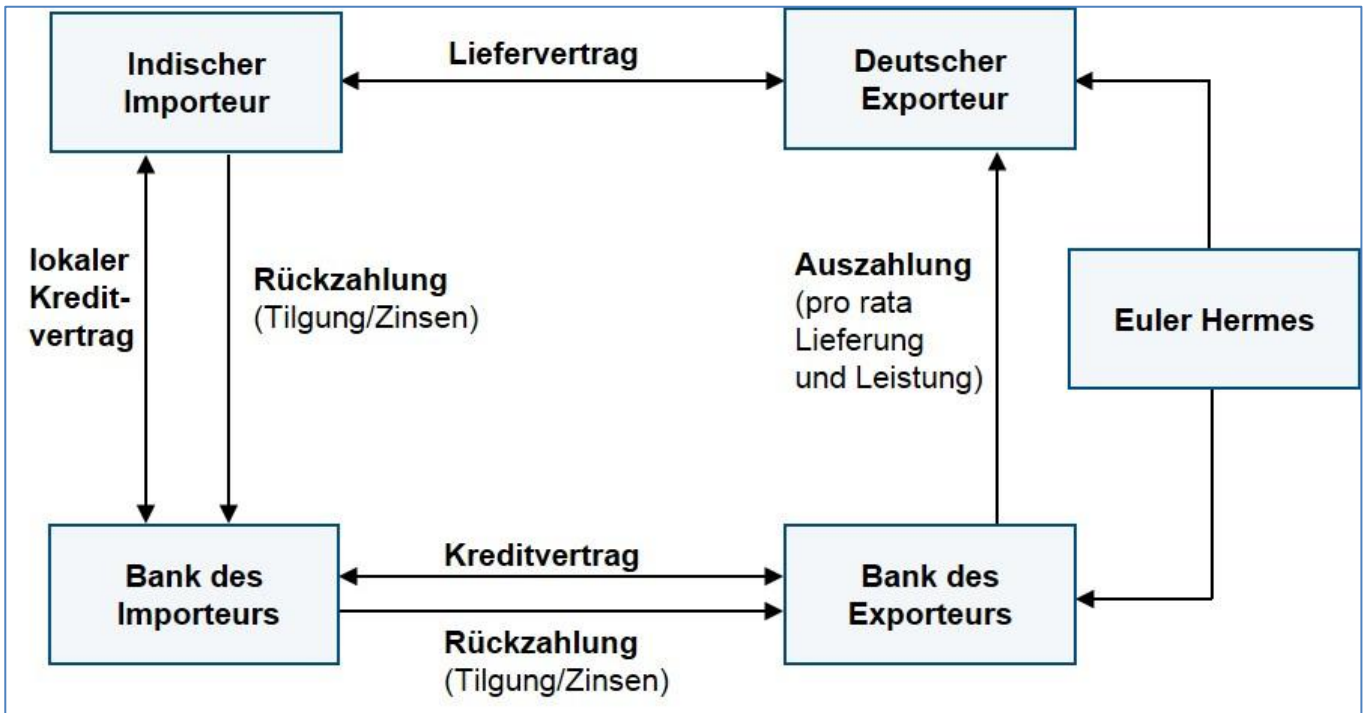 Indischer
Importeur
Liefervertrag
Deutscher
Exporteur
lokaler
Kredit-
vertrag
Rückzahlung
(Tilgung/Zinsen)
Auszahlung
(pro rata
Lieferung
und Leistung)
Euler Hermes
Bank des
Importeurs
Kreditvertrag
Rückzahlung
(Tilgung/Zinsen)
Bank des
Exporteurs